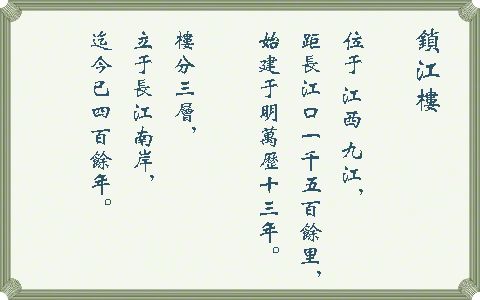 鎖江樓
位于江西九江，
距長江口一千五百餘里，
始建于明萬歷十三年。
樓分三層，
立于長江南岸，
迄今已四百餘年。